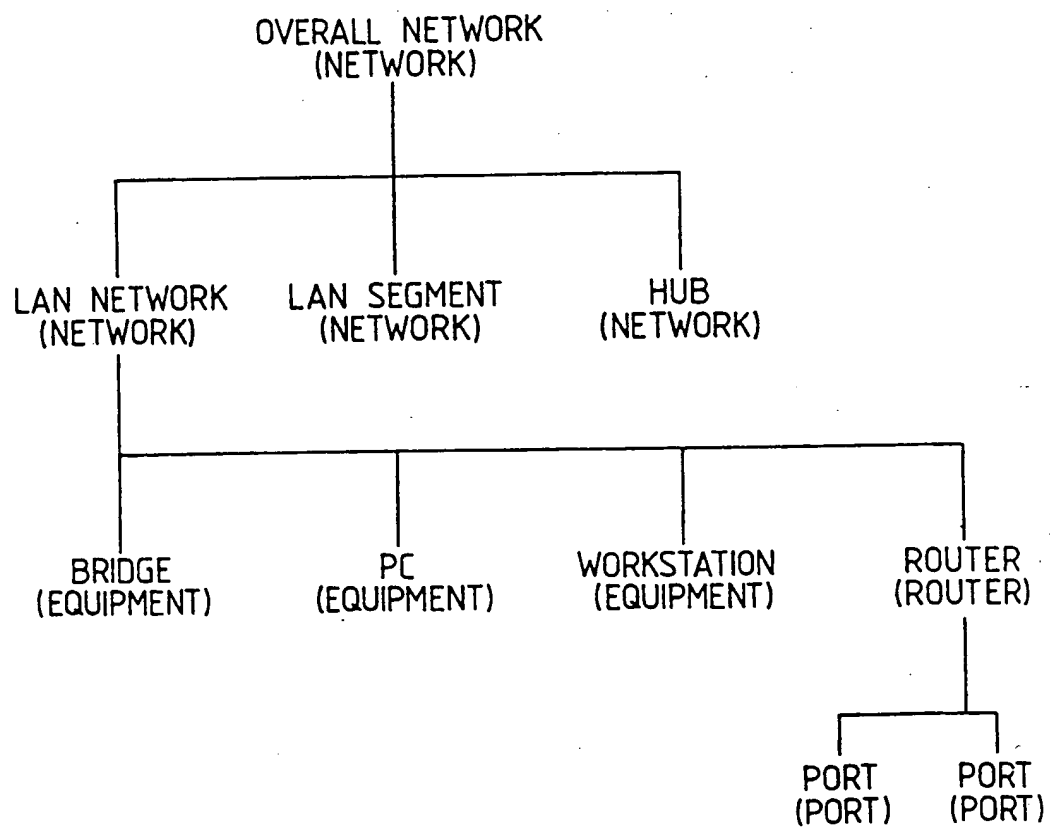 OVERALL NETWORK
(NETWORK)
LAN NETWORK
(NETWORK)
LAN SEGMENT
(NETWORK)
HUB
(NETWORK)
BRIDGE
(EQUIPMENT)
PC
(EQUIPMENT)
WORKSTATION
(EQUIPMENT)
ROUTER
(ROUTER)
PORT
(PORT)
PORT
(PORT)